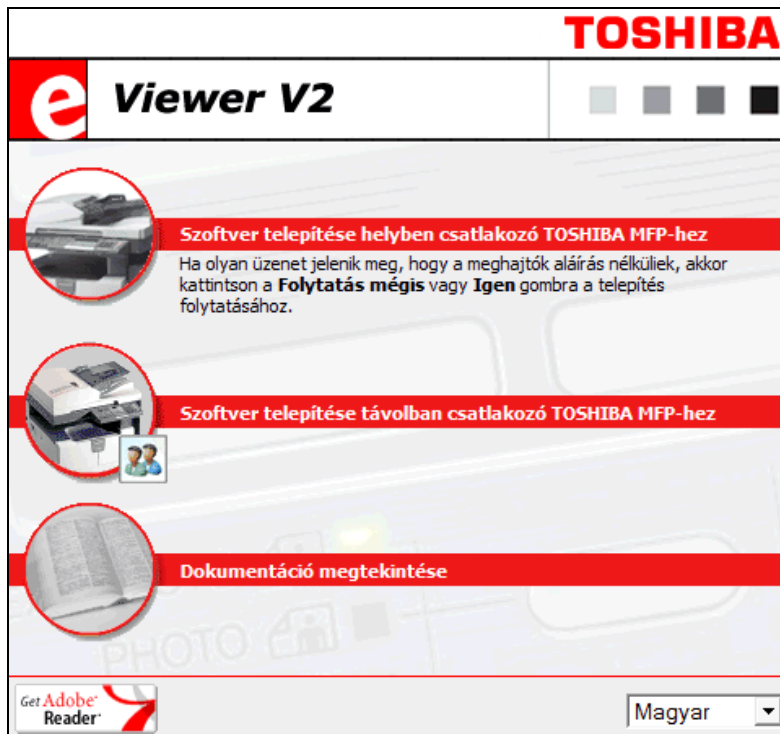 TOSHIBA
e Viewer V2
Szoftver telepítése helyben csatlakozó TOSHIBA MFP-hez
Ha olyan üzenet jelenik meg, hogy a meghajtók aláírás nélküliek, akkor
kattintson a Folytatás mégis vagy Igen gombra a telepítés
folytatásához.
Szoftver telepítése távolban csatlakozó TOSHIBA MFP-hez
Dokumentáció megtekintése
PHOTO
Get Adobe
Reader
Magyar